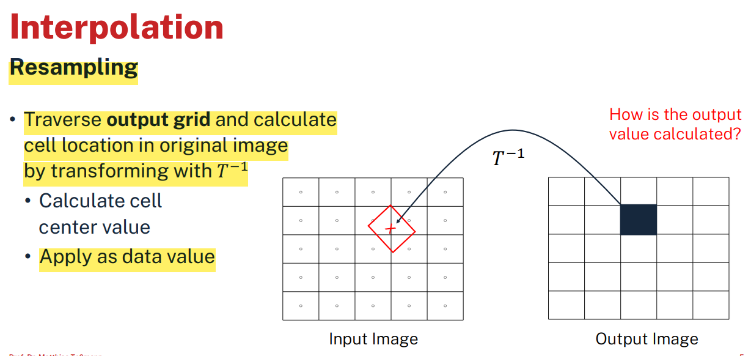 Interpolation
Resampling
• Traverse output grid and calculate
cell location in original image
by transforming with T⁻¹
• Calculate cell
center value
• Apply as data value
How is the output
value calculated?
T⁻¹
Input Image
Output Image